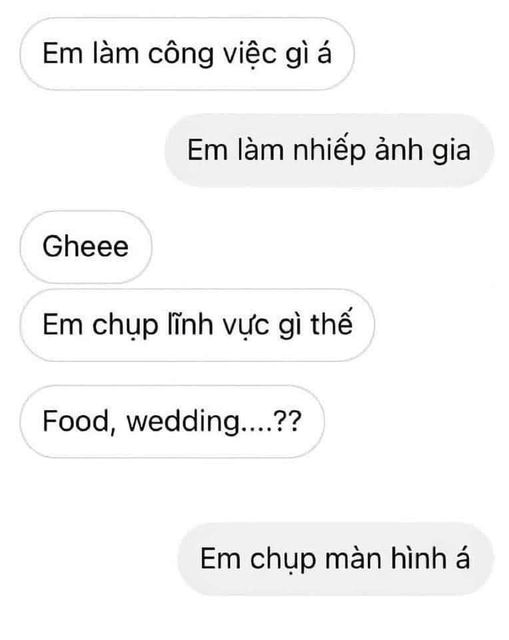 Em làm công việc gì á
Em làm nhiếp ảnh gia
Gheee
Em chụp lĩnh vực gì thế
Food, wedding....??
Em chụp màn hình á